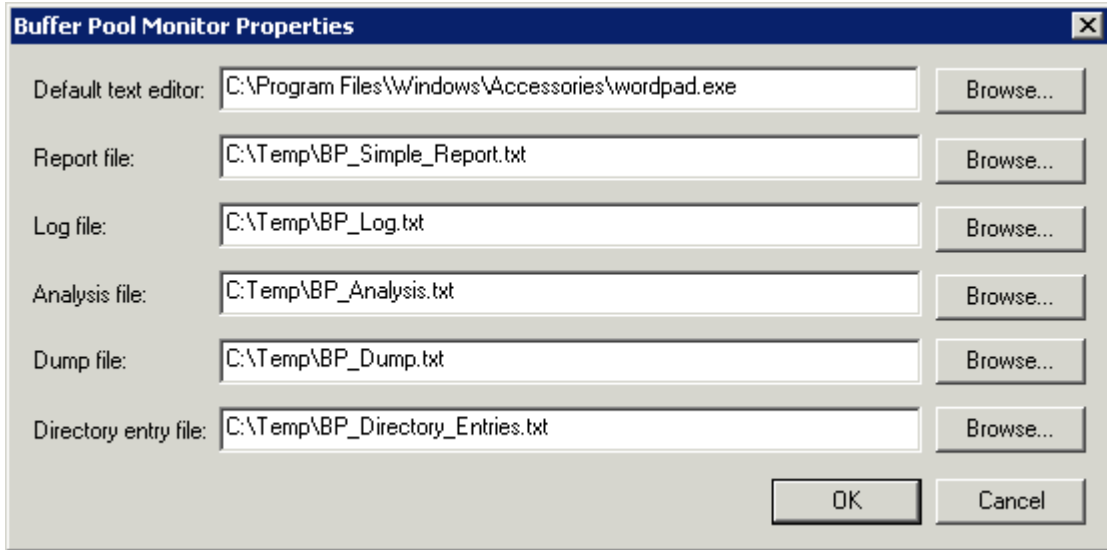 Buffer Pool Monitor Properties
Default text editor: C:\Program Files\\Windows\Accessories\wordpad.exe Browse...
Report file: C:\Temp\BP_Simple_Report.txt Browse...
Log file: C:\Temp\BP_Log.txt Browse...
Analysis file: C:Temp\BP_Analysis.txt Browse...
Dump file: C:\Temp\BP_Dump.txt Browse...
Directory entry file: C:\Temp\BP_Directory_Entries.txt Browse...
OK Cancel